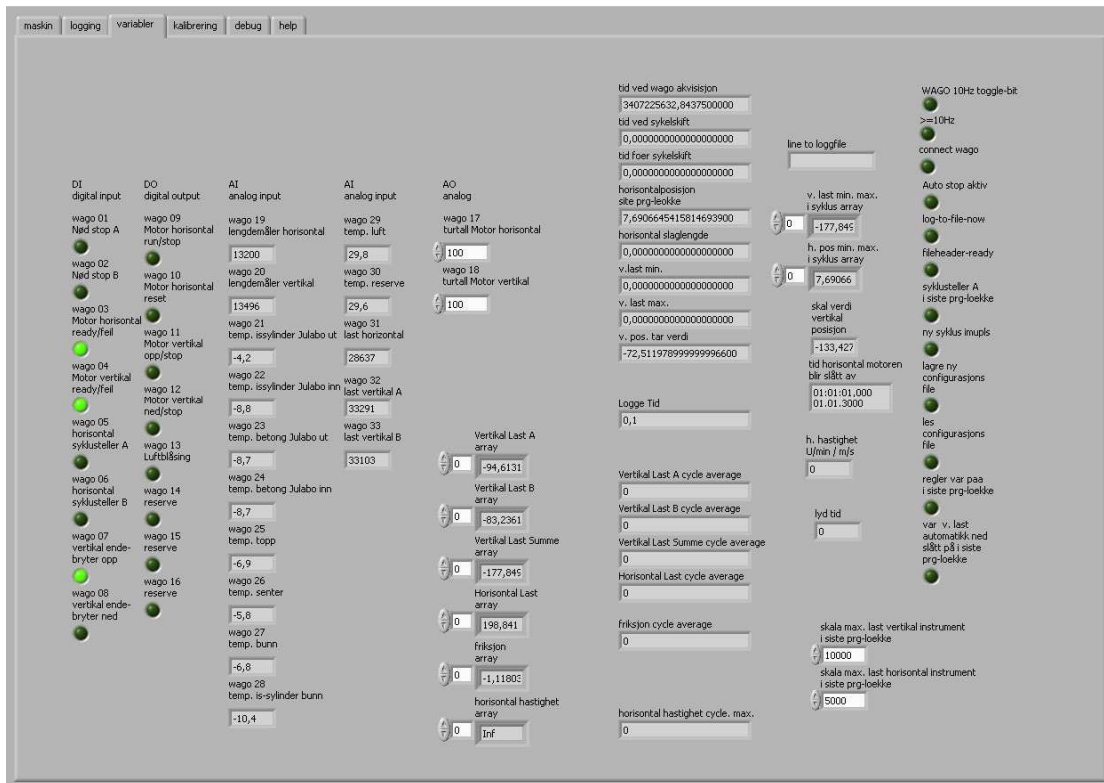 maskin
logging
variabler
kalibrering
debug
help
DI
digital input
wago 01
Nød stop A
wago 02
Nød stop B
wago 03
Motor horisontal
ready/feil
wago 04
Motor vertikal
ready/feil
wago 05
horisontal
syklusteller A
wago 06
horisontal
syklusteller B
wago 07
vertikal ende-
bryter opp
wago 08
vertikal ende-
bryter ned
DO
digital output
wago 09
Motor horisontal
run/stop
wago 10
Motor horisontal
reset
wago 11
Motor vertikal
opp/stop
wago 12
Motor vertikal
ned/stop
wago 13
Luftblåsing
wago 14
reserve
wago 15
reserve
wago 16
reserve
AI
analog input
wago 19
lengdemåler horisontal
13200
wago 20
lengdemåler vertikal
13496
wago 21
temp. issylinder Julabo ut
-4,2
wago 22
temp. issylinder Julabo inn
-8,8
wago 23
temp. betong Julabo ut
-8,7
wago 24
temp. betong Julabo inn
-8,7
wago 25
temp. topp
-6,9
wago 26
temp. senter
-5,8
wago 27
temp. bunn
-6,8
wago 28
temp. is-sylinder bunn
-10,4
AI
analog input
wago 29
temp. luft
29,8
wago 30
temp. reserve
29,6
wago 31
last horizontal
28637
wago 32
last vertikal A
33291
wago 33
last vertikal B
33103
AO
analog
wago 17
turtall Motor horisontal
100
wago 18
turtall Motor vertikal
100
Vertikal Last A
array
0
-94,6131
Vertikal Last B
array
0
-83,2361
Vertikal Last Summe
array
0
-177,849
Horisontal Last
array
0
198,841
friksjon
array
0
-1,11803
horisontal hastighet
array
0
Inf
tid ved wago akvisisjon
3407225632,8437500000
tid ved sykelskift
0,0000000000000000000
tid foer sykelskift
0,0000000000000000000
horisontalposisjon
site prg-leokke
7,6906645415814693900
horisontal slaglengde
0,0000000000000000000
v.last min.
0,0000000000000000000
v. last max.
0,0000000000000000000
v. pos. tar verdi
-72,511978999999996600
Logge Tid
0,1
Vertikal Last A cycle average
0
Vertikal Last B cycle average
0
Vertikal Last Summe cycle average
0
Horisontal Last cycle average
0
friksjon cycle average
0
horisontal hastighet cycle. max.
0
line to loggfile
v. last min. max.
i syklus array
0
-177,849
h. pos min. max.
i syklus array
0
7,69066
skal verdi
vertikal
posisjon
-133,427
tid horisontal motoren
blir slått av
01:01:01,000
01.01.3000
h. hastighet
U/min / m/s
0
lyd tid
0
skala max. last vertikal instrument
i siste prg-loekke
10000
skala max. last horisontal instrument
i siste prg-loekke
5000
WAGO 10Hz toggle-bit
>=10Hz
connect wago
Auto stop aktiv
log-to-file-now
fileheader-ready
syklusteller A
i siste prg-loekke
ny syklus imupls
lagre ny
configurasjons
file
les
configurasjons
file
regler var paa
i siste prg-loekke
var v. last
automatikk ned
slått på i siste
prg-loekke